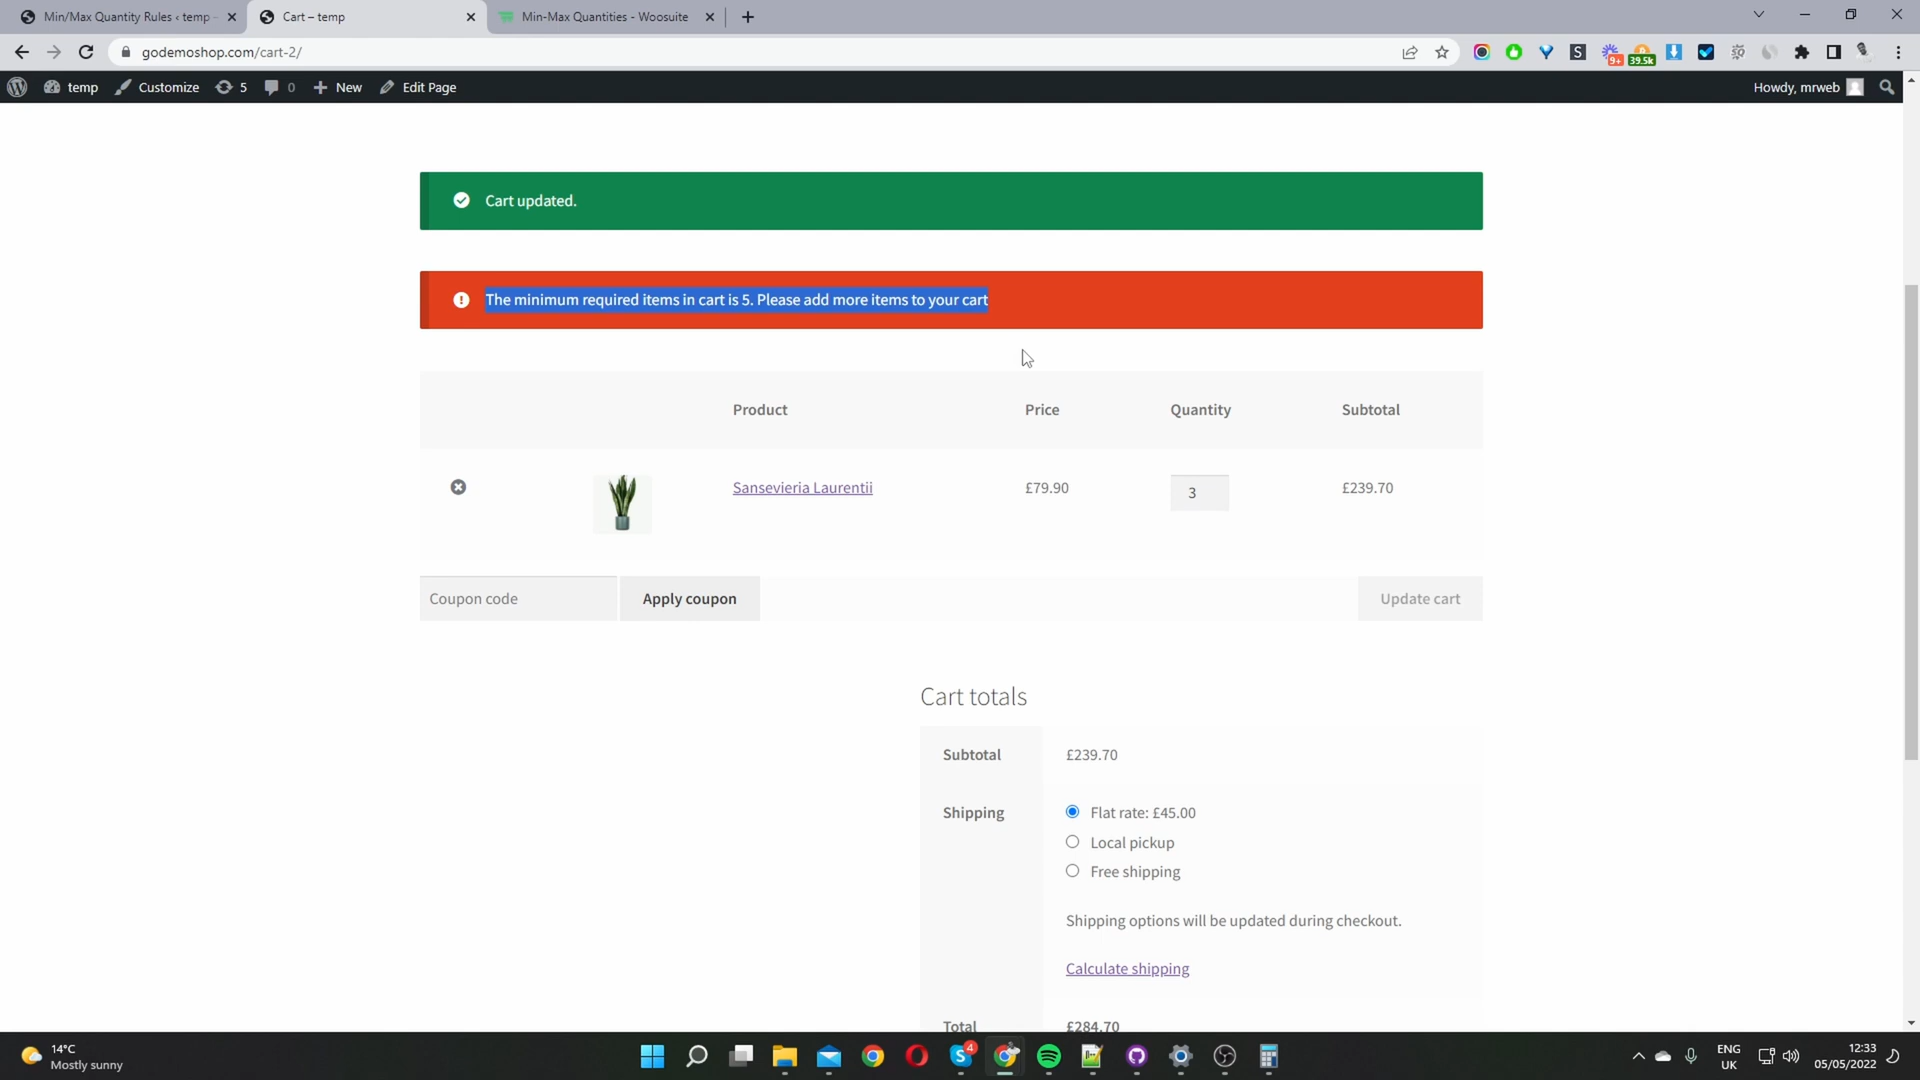 Min/Max Quantity Rules ‹ temp
Cart – temp
Min-Max Quantities - Woosuite
godemoshop.com/cart-2/
9+
39.5k
temp
Customize
5
0
New
Edit Page
Howdy, mrweb
Cart updated.
The minimum required items in cart is 5. Please add more items to your cart
Product Price Quantity Subtotal
Sansevieria Laurentii £79.90 3 £239.70
Coupon code Apply coupon Update cart
Cart totals
Subtotal £239.70
Shipping Flat rate: £45.00
Local pickup
Free shipping
Shipping options will be updated during checkout.
Calculate shipping
Total £284.70
14°C
Mostly sunny
4
ENG
UK
12:33
05/05/2022